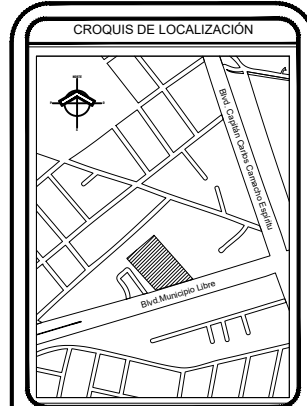 CROQUIS DE LOCALIZACIÓN
Blvd. Capitán Carlos Camacho Espíritu
Blvd.Municipio Libre